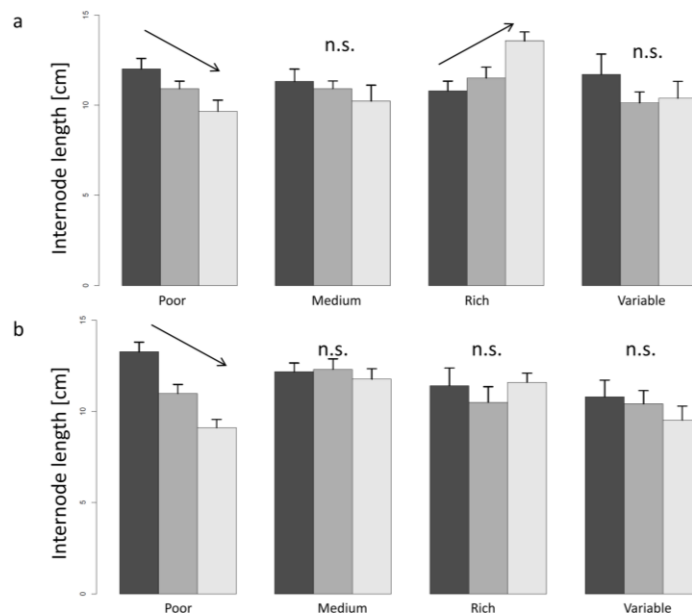 a
Internode length [cm]
15
10
5
0
n.s.
n.s.
Poor
Medium
Rich
Variable
b
Internode length [cm]
15
10
5
0
n.s.
n.s.
n.s.
Poor
Medium
Rich
Variable